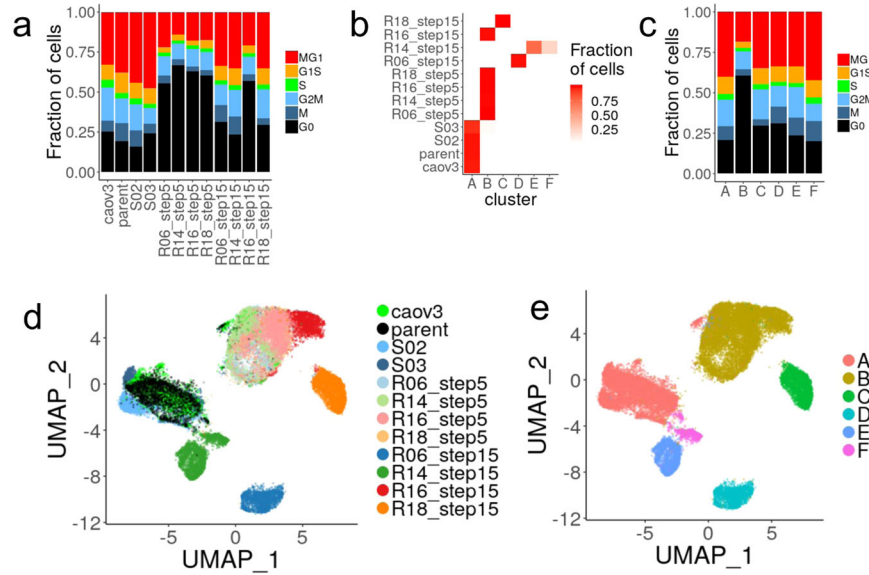 a
Fraction of cells
1.00
0.75
0.50
0.25
0.00
MG1
G1S
S
G2M
M
G0
caov3
parent
S02
S03
R06_step5
R14_step5
R16_step5
R18_step5
R06_step15
R14_step15
R16_step15
R18_step15
b
R18_step15
R16_step15
R14_step15
R06_step15
R18_step5
R16_step5
R14_step5
R06_step5
S03
S02
parent
caov3
A B C D E F
cluster
Fraction
of cells
0.75
0.50
0.25
c
Fraction of cells
1.00
0.75
0.50
0.25
0.00
A B C D E F
MG1
G1S
S
G2M
M
G0
d
UMAP_2
4
0
-4
-8
-12
-5 0 5
UMAP_1
caov3
parent
S02
S03
R06_step5
R14_step5
R16_step5
R18_step5
R06_step15
R14_step15
R16_step15
R18_step15
e
UMAP_2
4
0
-4
-8
-12
-5 0 5
UMAP_1
A
B
C
D
E
F